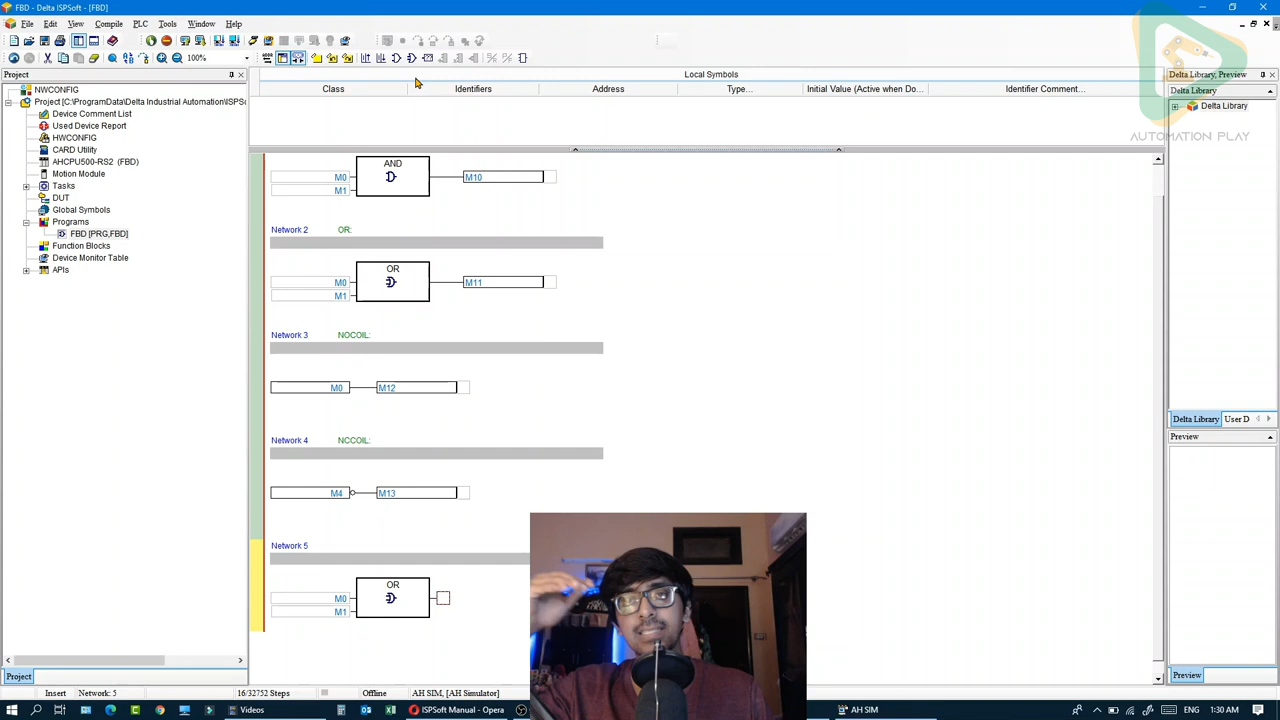 FBD - Delta ISPSoft - [FBD]
File Edit View Compile PLC Tools Window Help
100%
Project
NWCONFIG
Project [C:\ProgramData\Delta Industrial Automation\ISPSo
Device Comment List
Used Device Report
HWCONFIG
CARD Utility
AHCPU500-RS2 (FBD)
Motion Module
Tasks
DUT
Global Symbols
Programs
FBD [PRG,FBD]
Function Blocks
Device Monitor Table
APIs
Project
Local Symbols
Class Identifiers Address Type... Initial Value (Active when Do... Identifier Comment...
AND
M0 M10
M1
Network 2 OR:
OR
M0 M11
M1
Network 3 NOCOIL:
M0 M12
Network 4 NCCOIL:
M4 M13
Network 5
OR
M0
M1
Delta Library, Preview
Delta Library
Delta Library
AUTOMATION PLAY
Delta Library User D
Preview
Preview
Insert Network: 5 16/32752 Steps Offline AH SIM, [AH Simulator]
Videos ISPSoft Manual - Opera AH SIM 1:30 AM